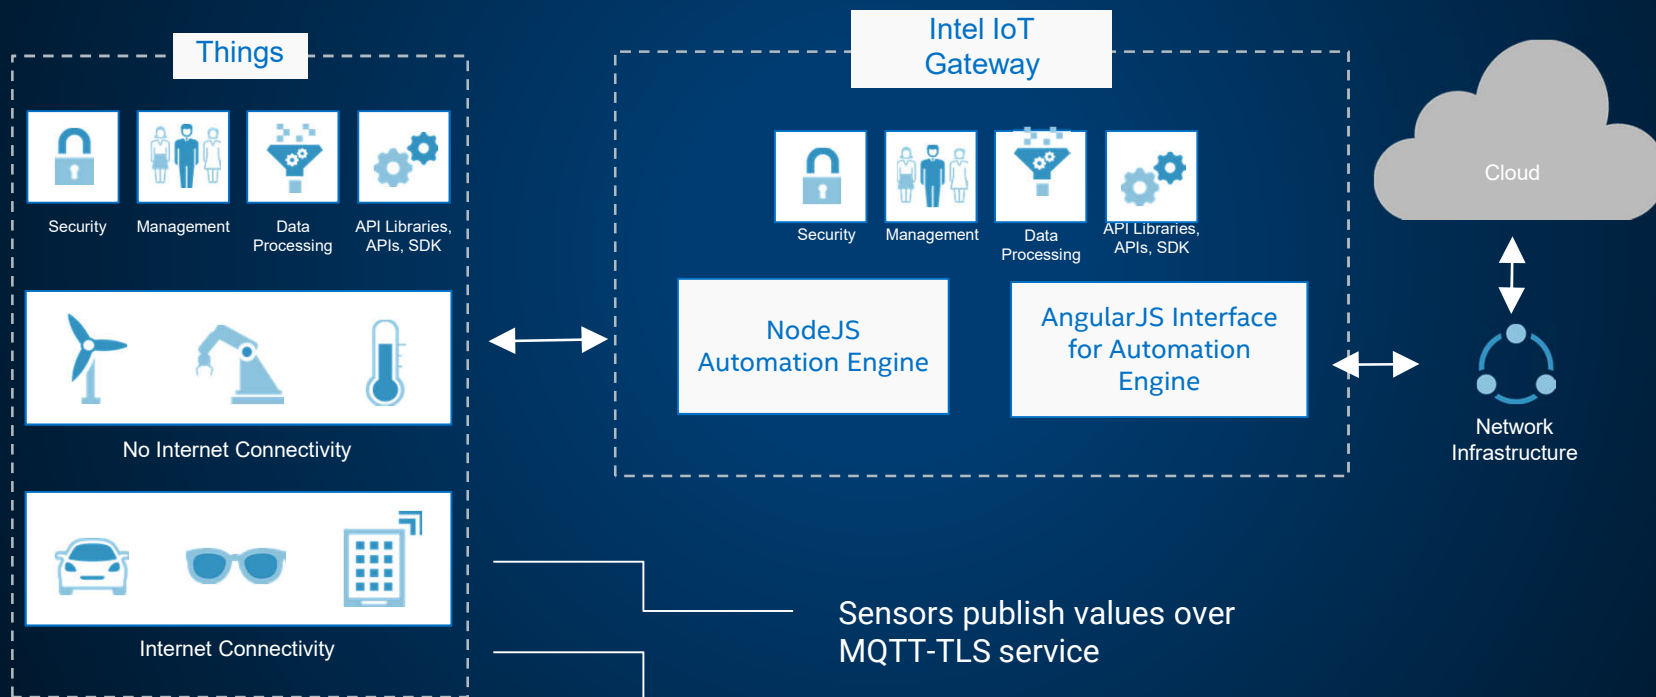 Things
Security
Management
Data
Processing
API Libraries,
APIs, SDK
No Internet Connectivity
Internet Connectivity
Intel IoT
Gateway
Security
Management
Data
Processing
API Libraries,
APIs, SDK
NodeJS
Automation Engine
AngularJS Interface
for Automation
Engine
Cloud
Network
Infrastructure
Sensors publish values over
MQTT-TLS service